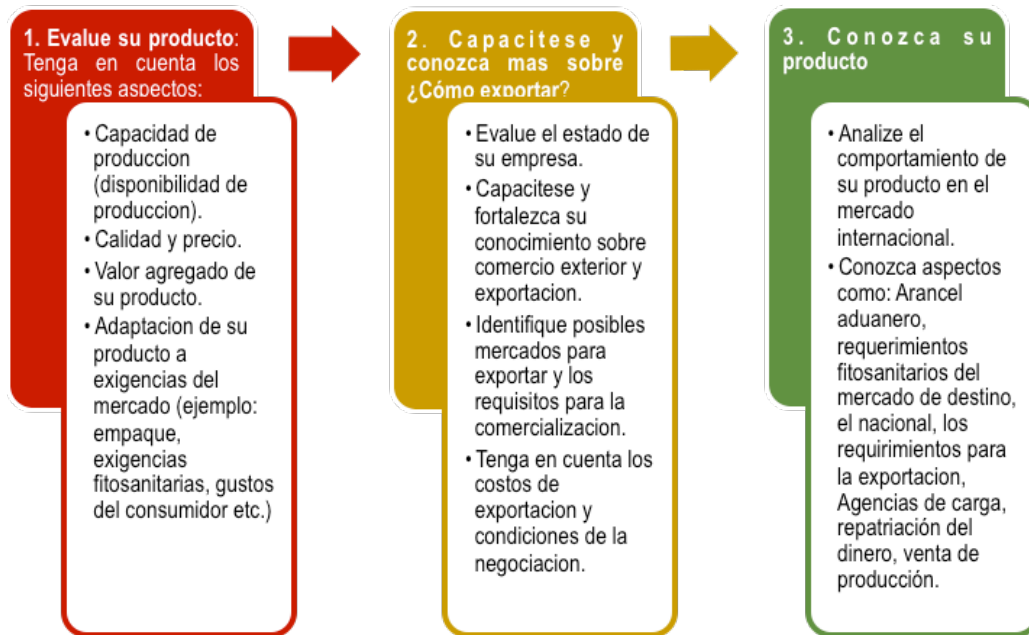 1. Evalue su producto:
Tenga en cuenta los
siguientes aspectos:
• Capacidad de
produccion
(disponibilidad de
produccion).
• Calidad y precio.
• Valor agregado de
su producto.
• Adaptacion de su
producto a
exigencias del
mercado (ejemplo:
empaque,
exigencias
fitosanitarias, gustos
del consumidor etc.)
2. Capacitese y
conozca mas sobre
¿Cómo exportar?
• Evalue el estado de
su empresa.
• Capacitese y
fortalezca su
conocimiento sobre
comercio exterior y
exportacion.
• Identifique posibles
mercados para
exportar y los
requisitos para la
comercializacion.
• Tenga en cuenta los
costos de
exportacion y
condiciones de la
negociacion.
3. Conozca su
producto
• Analize el
comportamiento de
su producto en el
mercado
internacional.
• Conozca aspectos
como: Arancel
aduanero,
requerimientos
fitosanitarios del
mercado de destino,
el nacional, los
requirimientos para
la exportacion,
Agencias de carga,
repatriación del
dinero, venta de
producción.